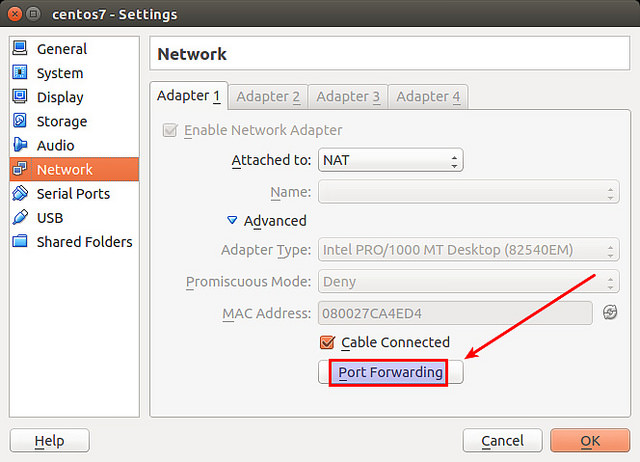 centos7 - Settings
General
System
Display
Storage
Audio
Network
Serial Ports
USB
Shared Folders
Network
Adapter 1 Adapter 2 Adapter 3 Adapter 4
Enable Network Adapter
Attached to: NAT
Name:
Advanced
Adapter Type: Intel PRO/1000 MT Desktop (82540EM)
Promiscuous Mode: Deny
MAC Address: 080027CA4ED4
Cable Connected
Port Forwarding
Help Cancel OK